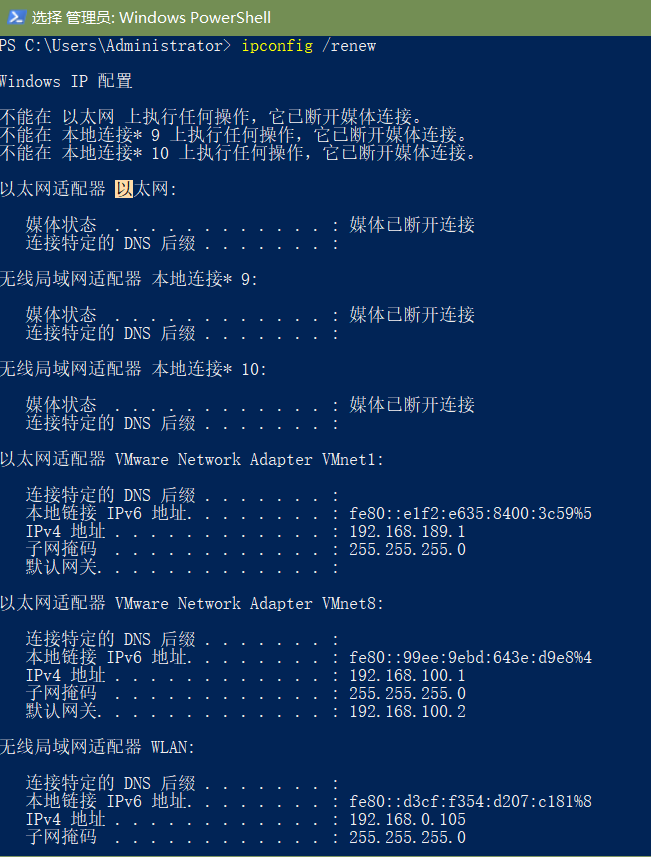 选择 管理员: Windows PowerShell
PS C:\Users\Administrator> ipconfig /renew
Windows IP 配置
不能在 以太网 上执行任何操作，它已断开媒体连接。
不能在 本地连接* 9 上执行任何操作，它已断开媒体连接。
不能在 本地连接* 10 上执行任何操作，它已断开媒体连接。
以太网适配器 以太网:
媒体状态 . . . . . . . . . . . . : 媒体已断开连接
连接特定的 DNS 后缀 . . . . . . . :
无线局域网适配器 本地连接* 9:
媒体状态 . . . . . . . . . . . . : 媒体已断开连接
连接特定的 DNS 后缀 . . . . . . . :
无线局域网适配器 本地连接* 10:
媒体状态 . . . . . . . . . . . . : 媒体已断开连接
连接特定的 DNS 后缀 . . . . . . . :
以太网适配器 VMware Network Adapter VMnet1:
连接特定的 DNS 后缀 . . . . . . . :
本地链接 IPv6 地址. . . . . . . . : fe80::e1f2:e635:8400:3c59%5
IPv4 地址 . . . . . . . . . . . . : 192.168.189.1
子网掩码 . . . . . . . . . . . . : 255.255.255.0
默认网关. . . . . . . . . . . . . :
以太网适配器 VMware Network Adapter VMnet8:
连接特定的 DNS 后缀 . . . . . . . :
本地链接 IPv6 地址. . . . . . . . : fe80::99ee:9ebd:643e:d9e8%4
IPv4 地址 . . . . . . . . . . . . : 192.168.100.1
子网掩码 . . . . . . . . . . . . : 255.255.255.0
默认网关. . . . . . . . . . . . . : 192.168.100.2
无线局域网适配器 WLAN:
连接特定的 DNS 后缀 . . . . . . . :
本地链接 IPv6 地址. . . . . . . . : fe80::d3cf:f354:d207:c181%8
IPv4 地址 . . . . . . . . . . . . : 192.168.0.105
子网掩码 . . . . . . . . . . . . : 255.255.255.0